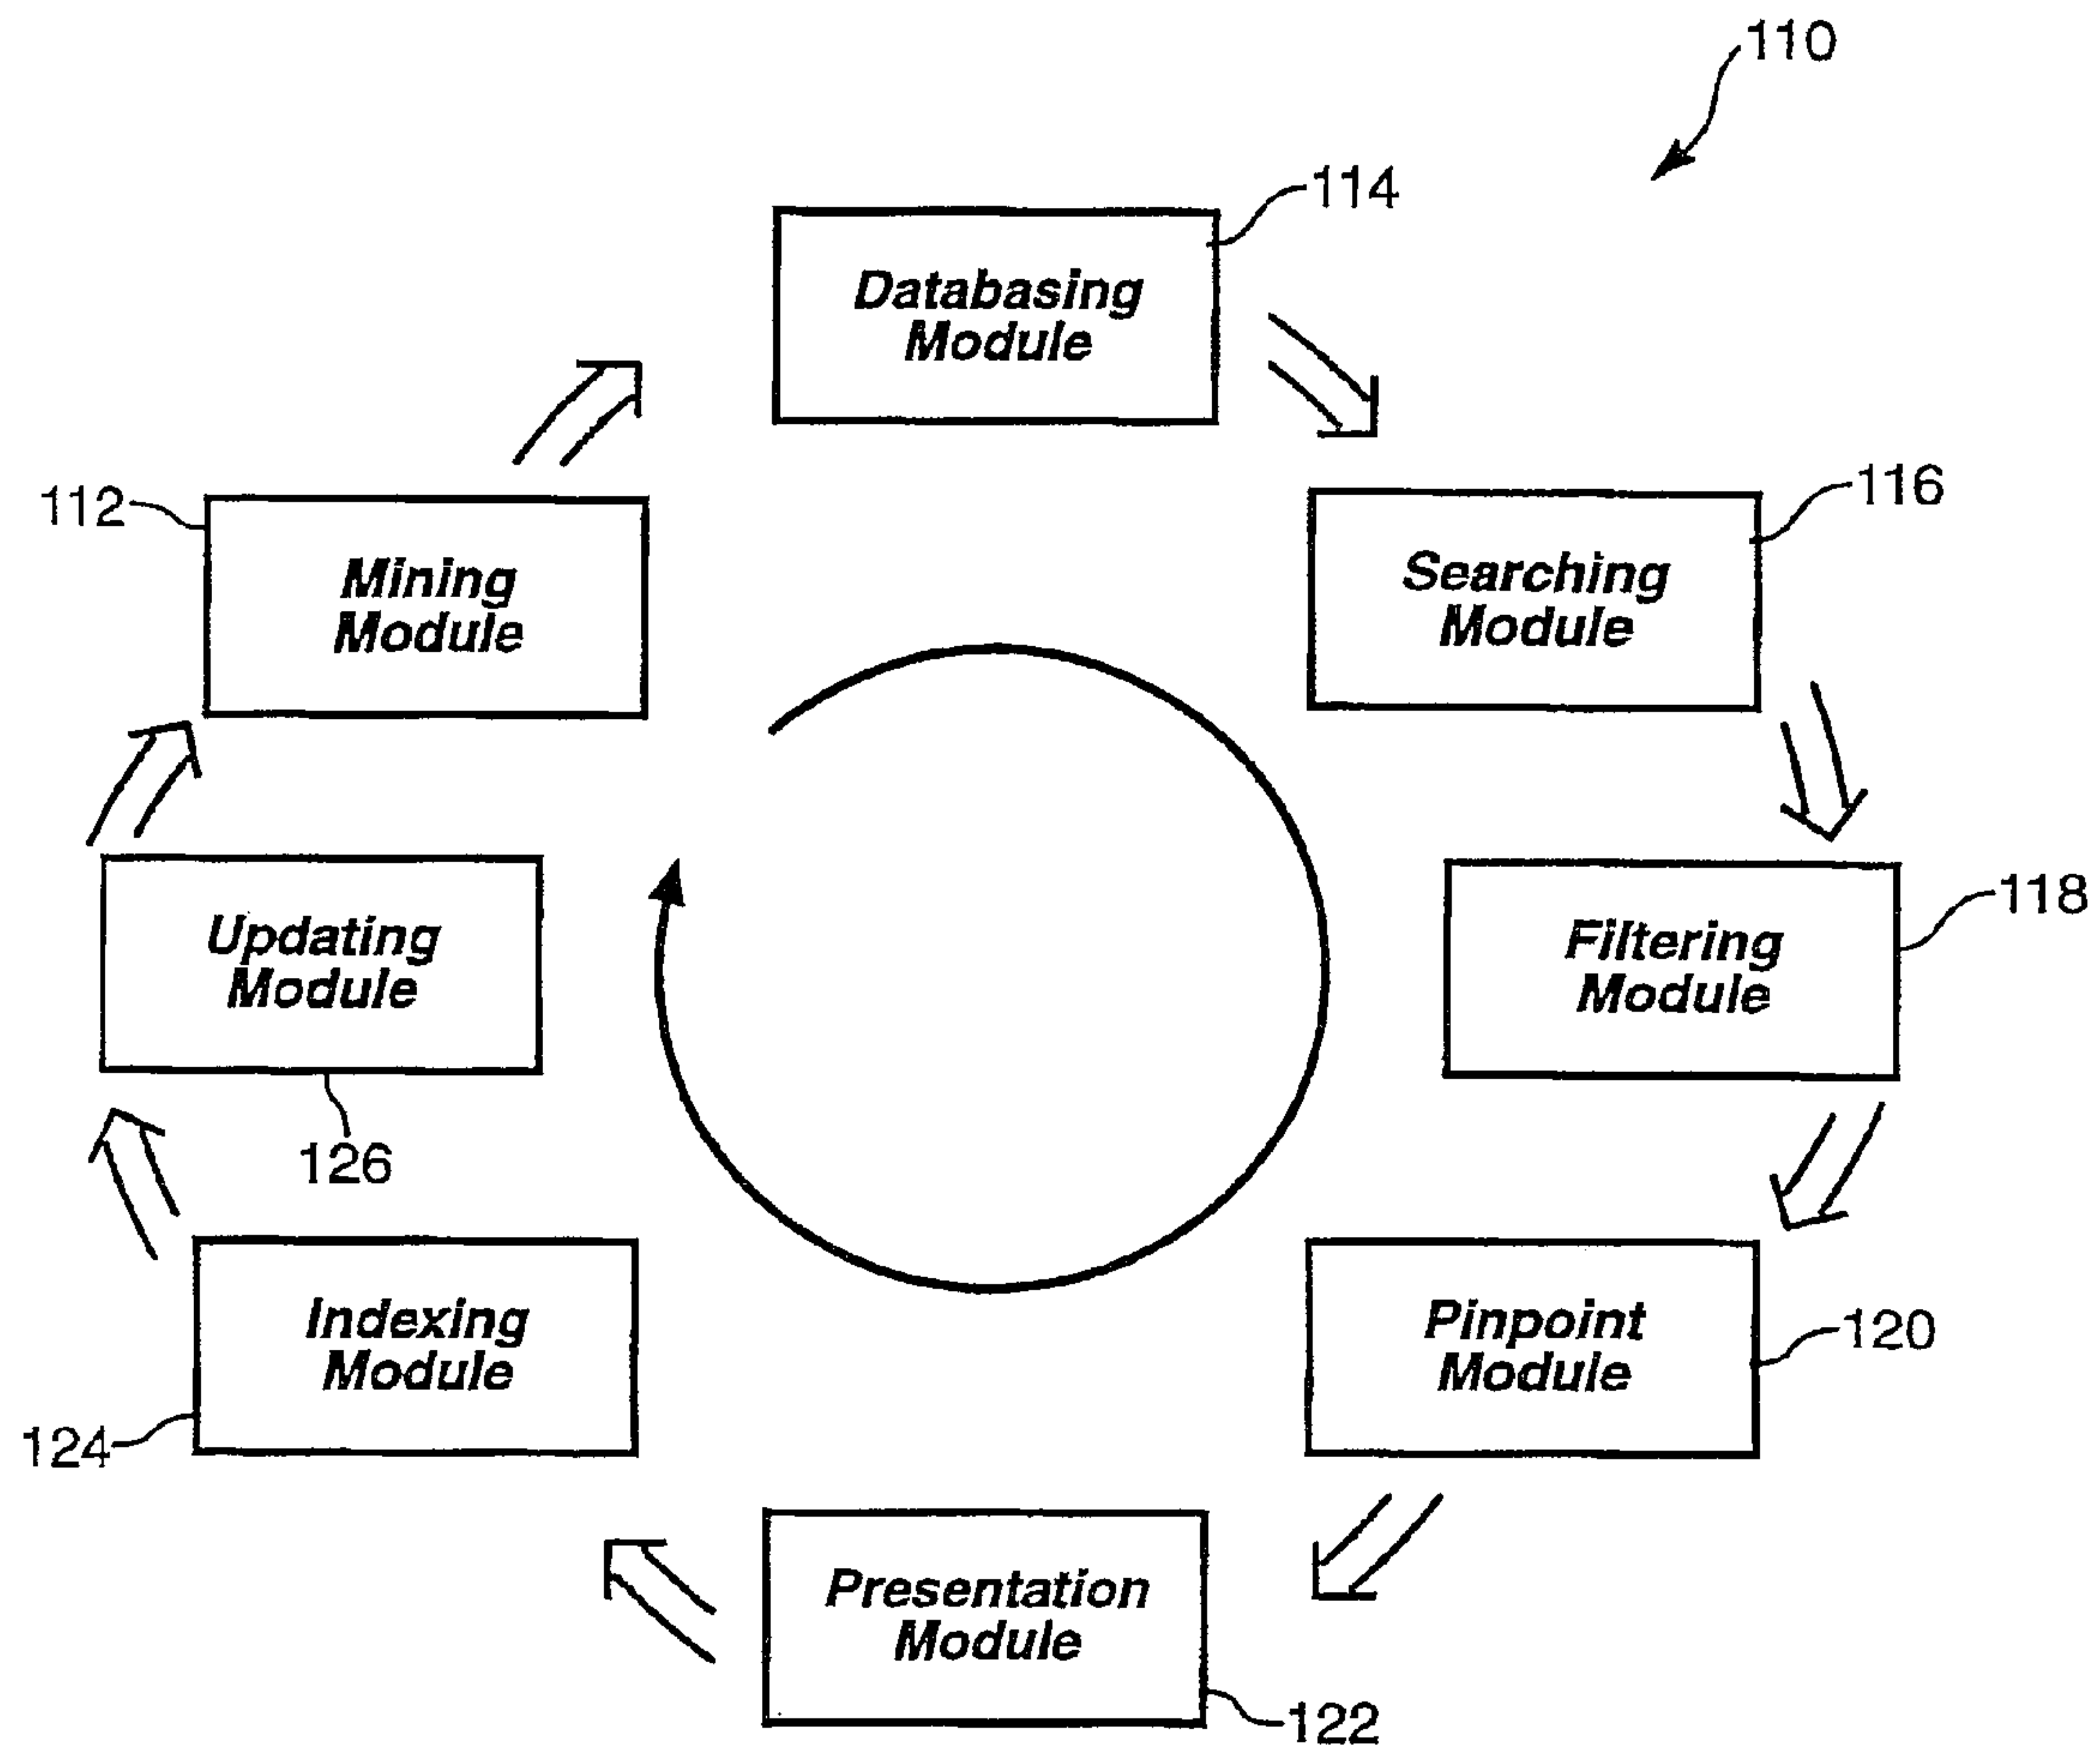 110
114
Databasing
Module
112
Mining
Module
116
Searching
Module
Updating
Module
126
118
Filtering
Module
Indexing
Module
124
Pinpoint
Module
120
Presentation
Module
122